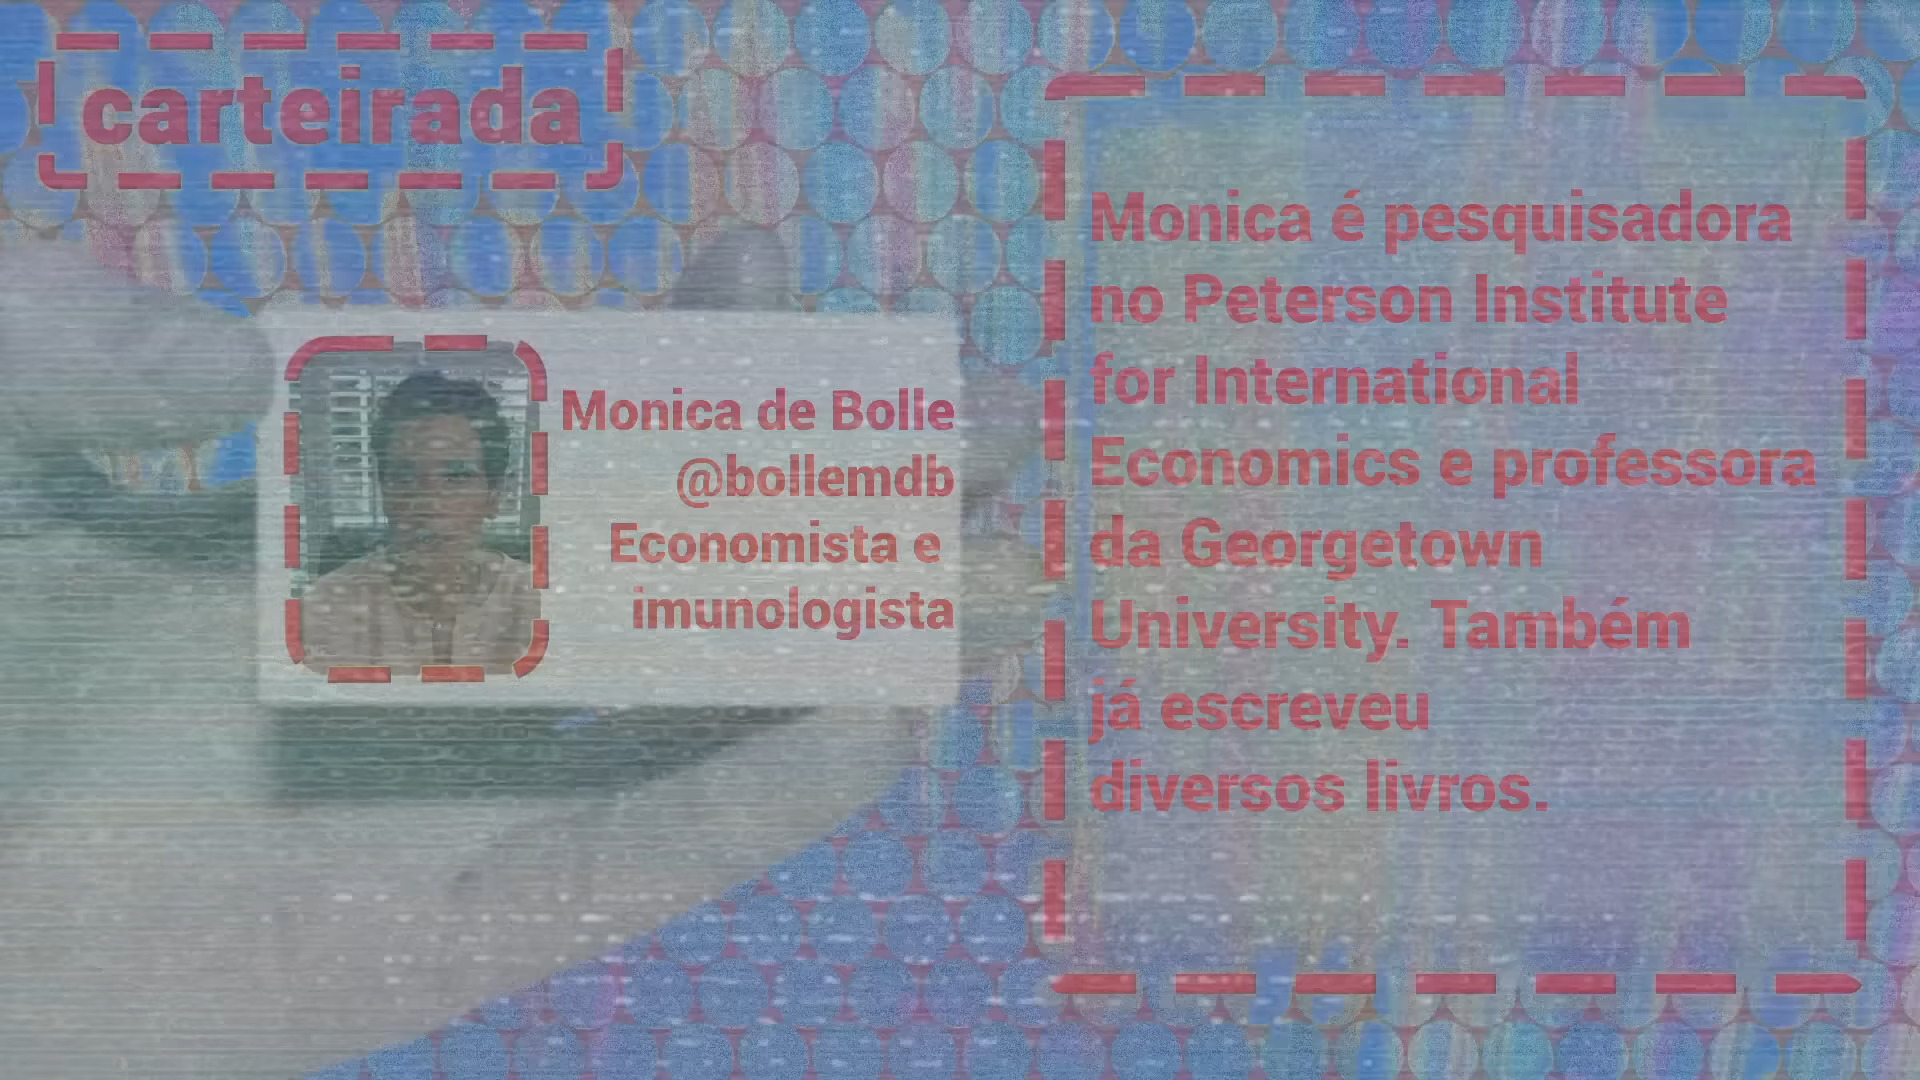 carteirada
Monica de Bolle
@bollemdb
Economista e
imunologista
Monica é pesquisadora
no Peterson Institute
for International
Economics e professora
da Georgetown
University. Também
já escreveu
diversos livros.